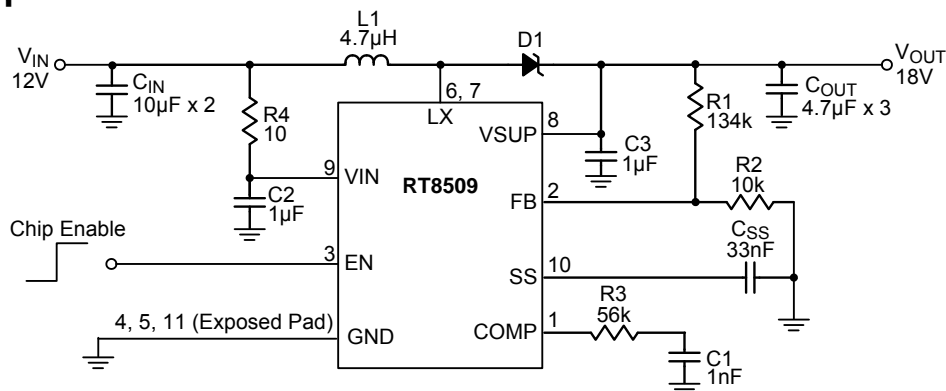 L1
4.7µH
D1
VIN
12V
CIN
10µF x 2
R4
10
6, 7
LX
VOUT
18V
COUT
4.7µF x 3
R1
134k
8
VSUP
C3
1µF
9
VIN
RT8509
C2
1µF
2
FB
R2
10k
Chip Enable
3
EN
CSS
33nF
10
SS
4, 5, 11 (Exposed Pad)
GND
R3
56k
1
COMP
C1
1nF